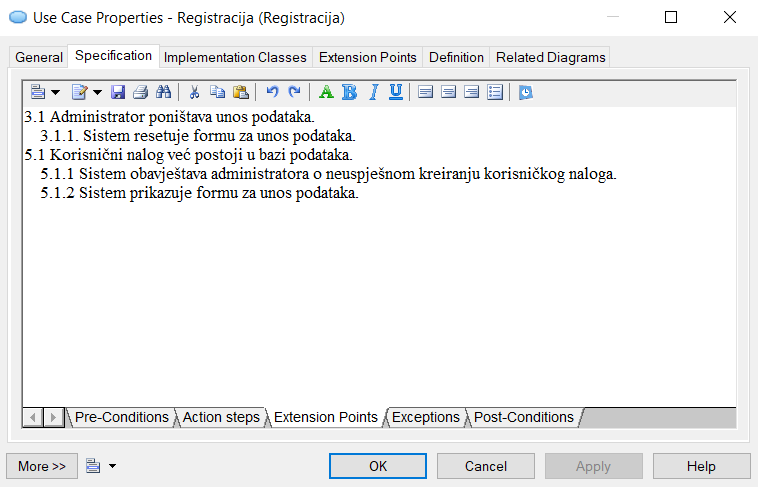 Use Case Properties - Registracija (Registracija)
General Specification Implementation Classes Extension Points Definition Related Diagrams
A B I U
3.1 Administrator poništava unos podataka.
3.1.1. Sistem resetuje formu za unos podataka.
5.1 Korisnični nalog već postoji u bazi podataka.
5.1.1 Sistem obavještava administratora o neuspješnom kreiranju korisničkog naloga.
5.1.2 Sistem prikazuje formu za unos podataka.
Pre-Conditions Action steps Extension Points Exceptions Post-Conditions
More >> OK Cancel Apply Help